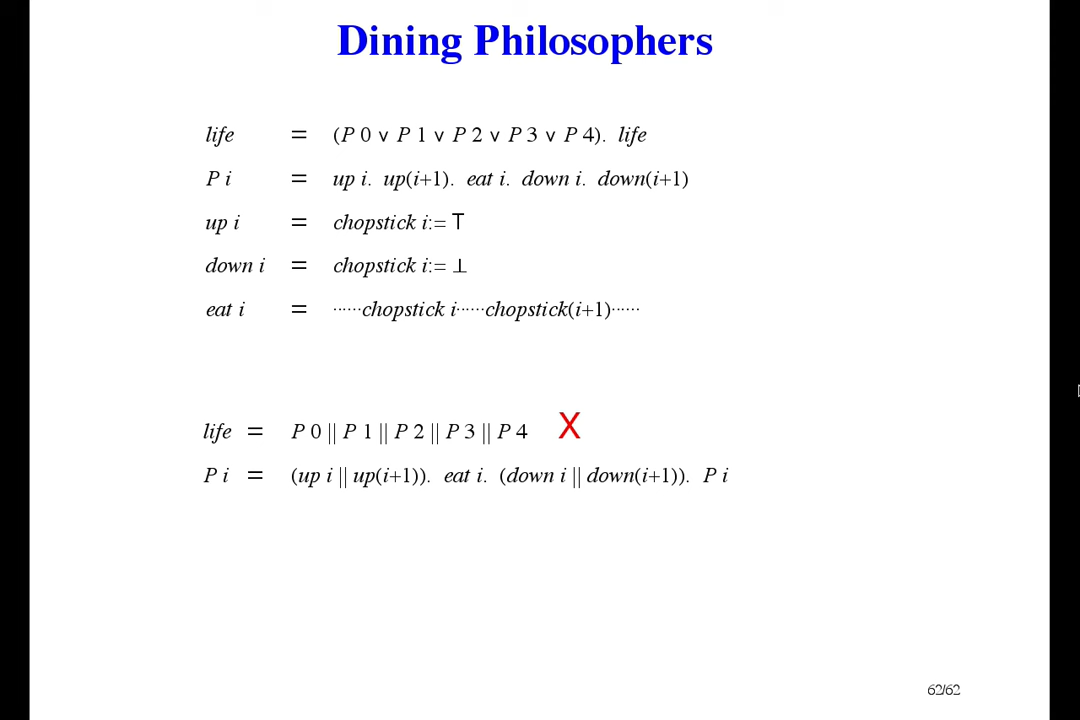 Dining Philosophers
life = (P 0 ∨ P 1 ∨ P 2 ∨ P 3 ∨ P 4). life
P i = up i. up(i+1). eat i. down i. down(i+1)
up i = chopstick i:= ⊤
down i = chopstick i:= ⊥
eat i = ······chopstick i······chopstick(i+1)······
life = P 0 || P 1 || P 2 || P 3 || P 4 X
P i = (up i || up(i+1)). eat i. (down i || down(i+1)). P i
62/62